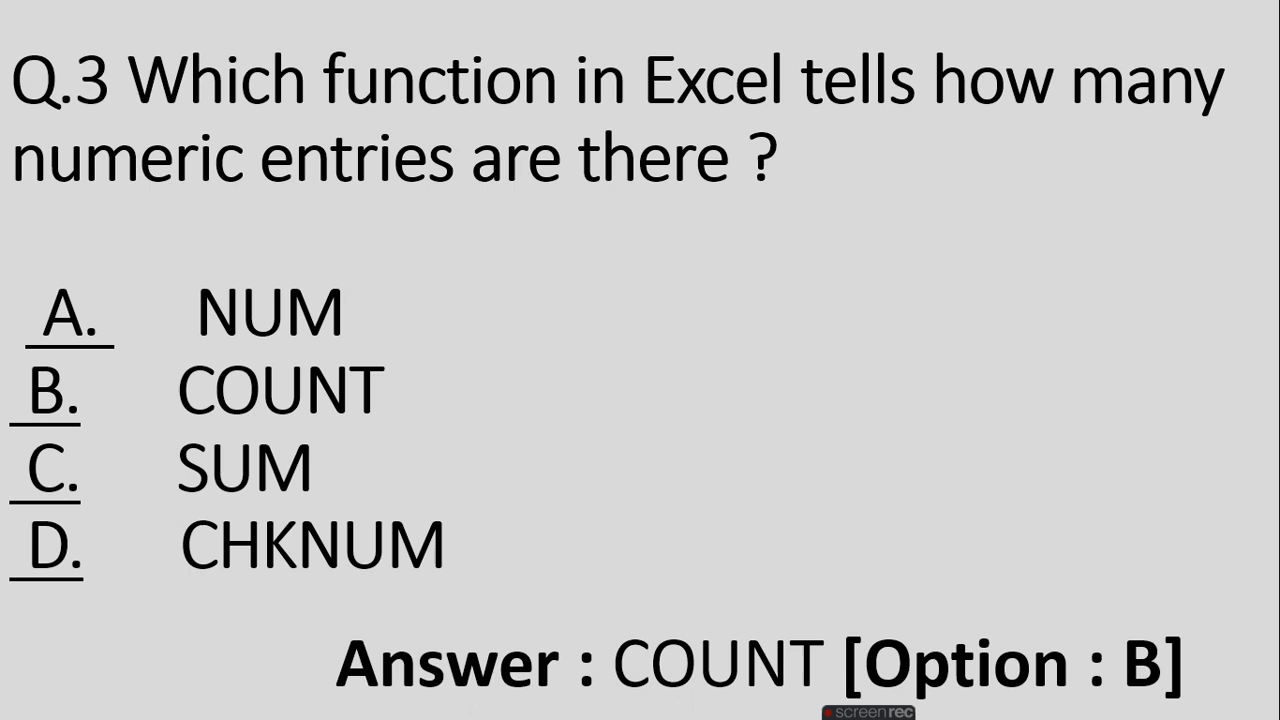 Q.3 Which function in Excel tells how many
numeric entries are there ?
A. NUM
B. COUNT
C. SUM
D. CHKNUM
Answer : COUNT [Option : B]
screenrec